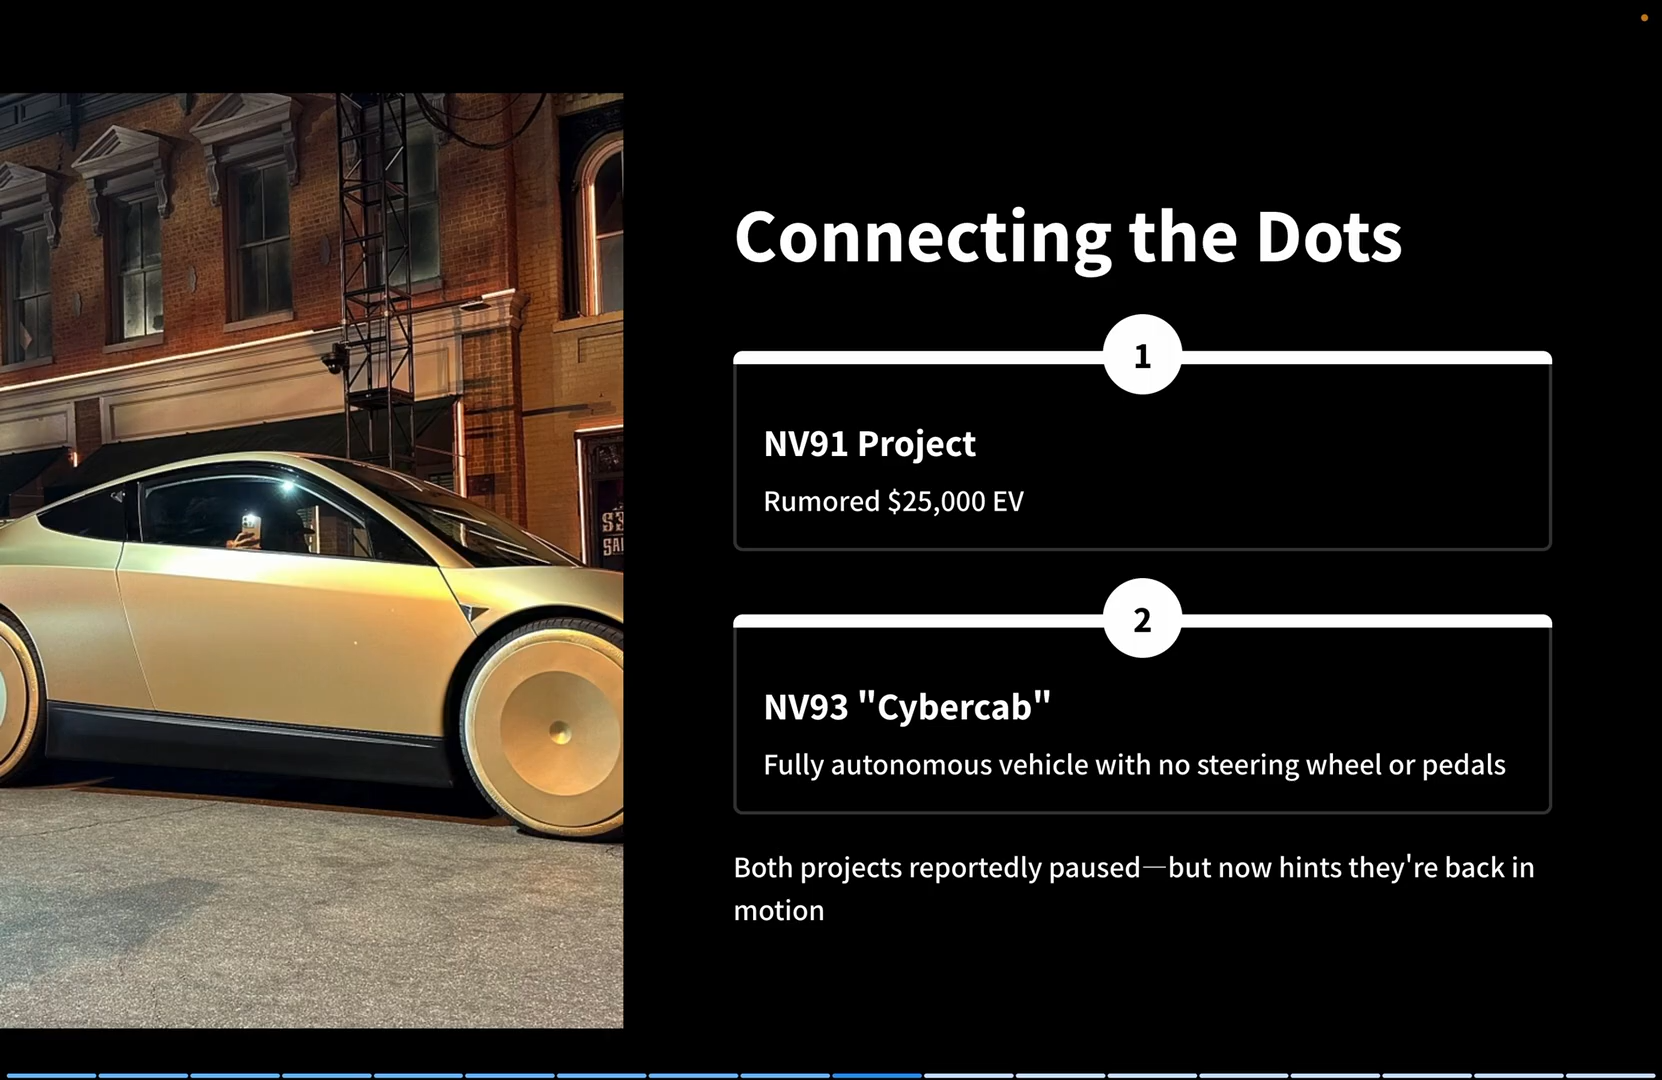 Connecting the Dots
1
NV91 Project
Rumored $25,000 EV
2
NV93 "Cybercab"
Fully autonomous vehicle with no steering wheel or pedals
Both projects reportedly paused—but now hints they're back in
motion